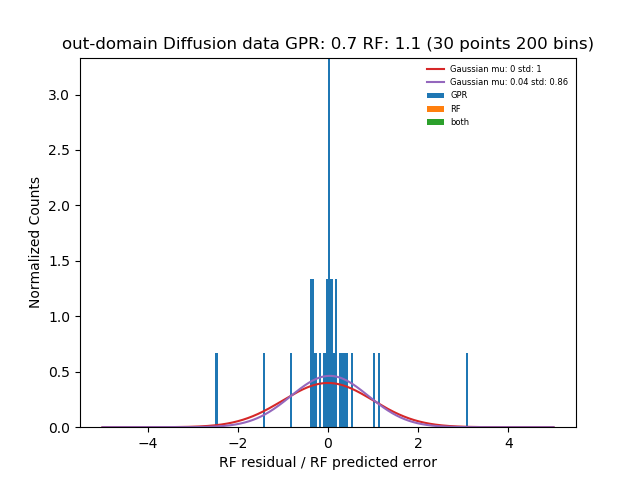 out-domain Diffusion data GPR: 0.7 RF: 1.1 (30 points 200 bins)
Gaussian mu: 0 std: 1
Gaussian mu: 0.04 std: 0.86
GPR
RF
both
Normalized Counts
3.0
2.5
2.0
1.5
1.0
0.5
0.0
−4 −2 0 2 4
RF residual / RF predicted error